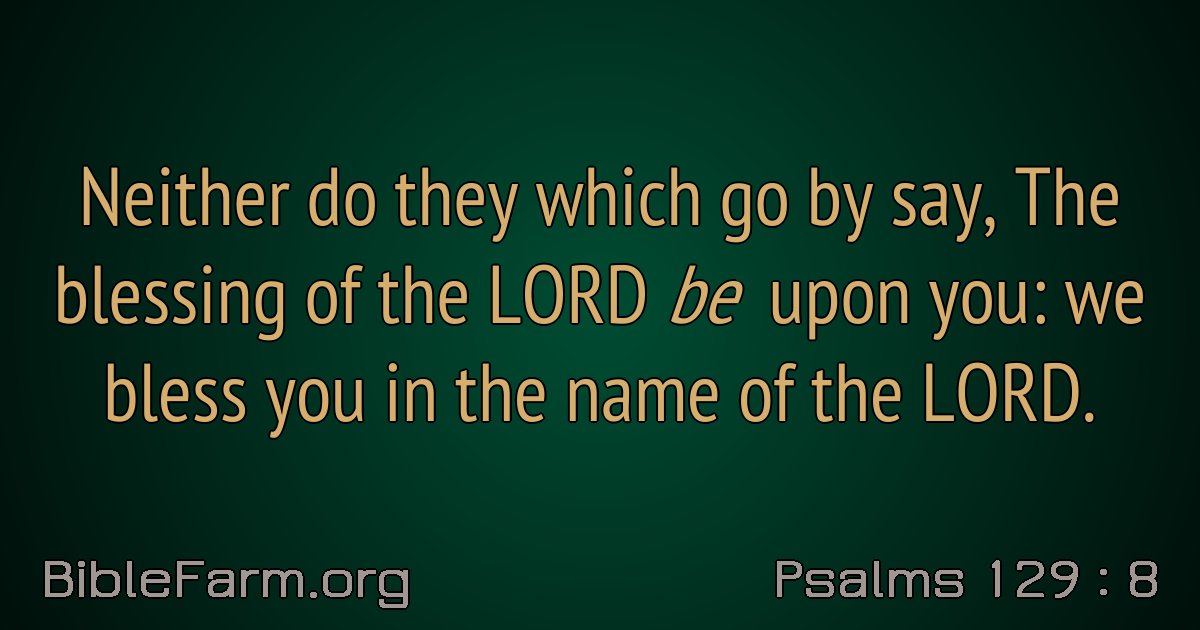 Neither do they which go by say, The
blessing of the LORD be upon you: we
bless you in the name of the LORD.
BibleFarm.org
Psalms 129 : 8